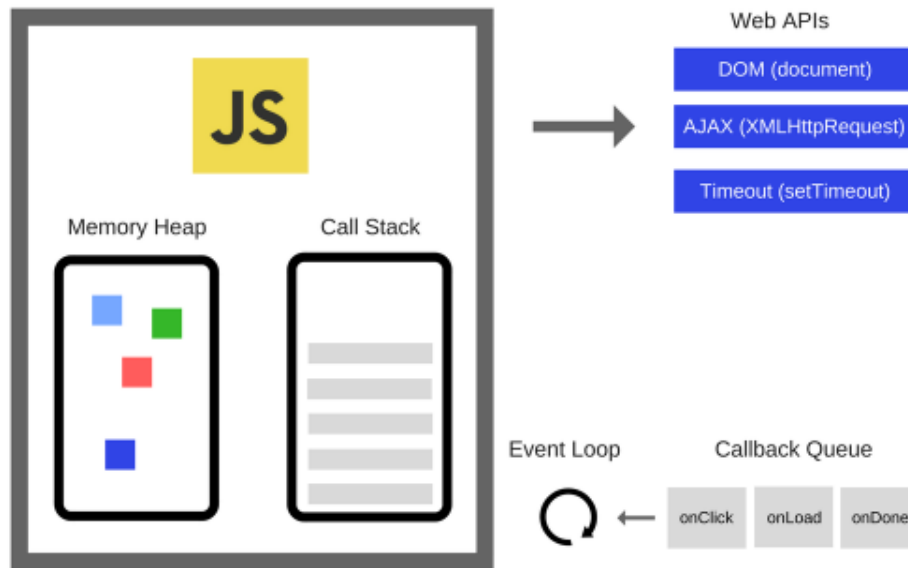 Web APIs
DOM (document)
JS
AJAX (XMLHttpRequest)
Timeout (setTimeout)
Memory Heap
Call Stack
Event Loop
Callback Queue
onClick
onLoad
onDone